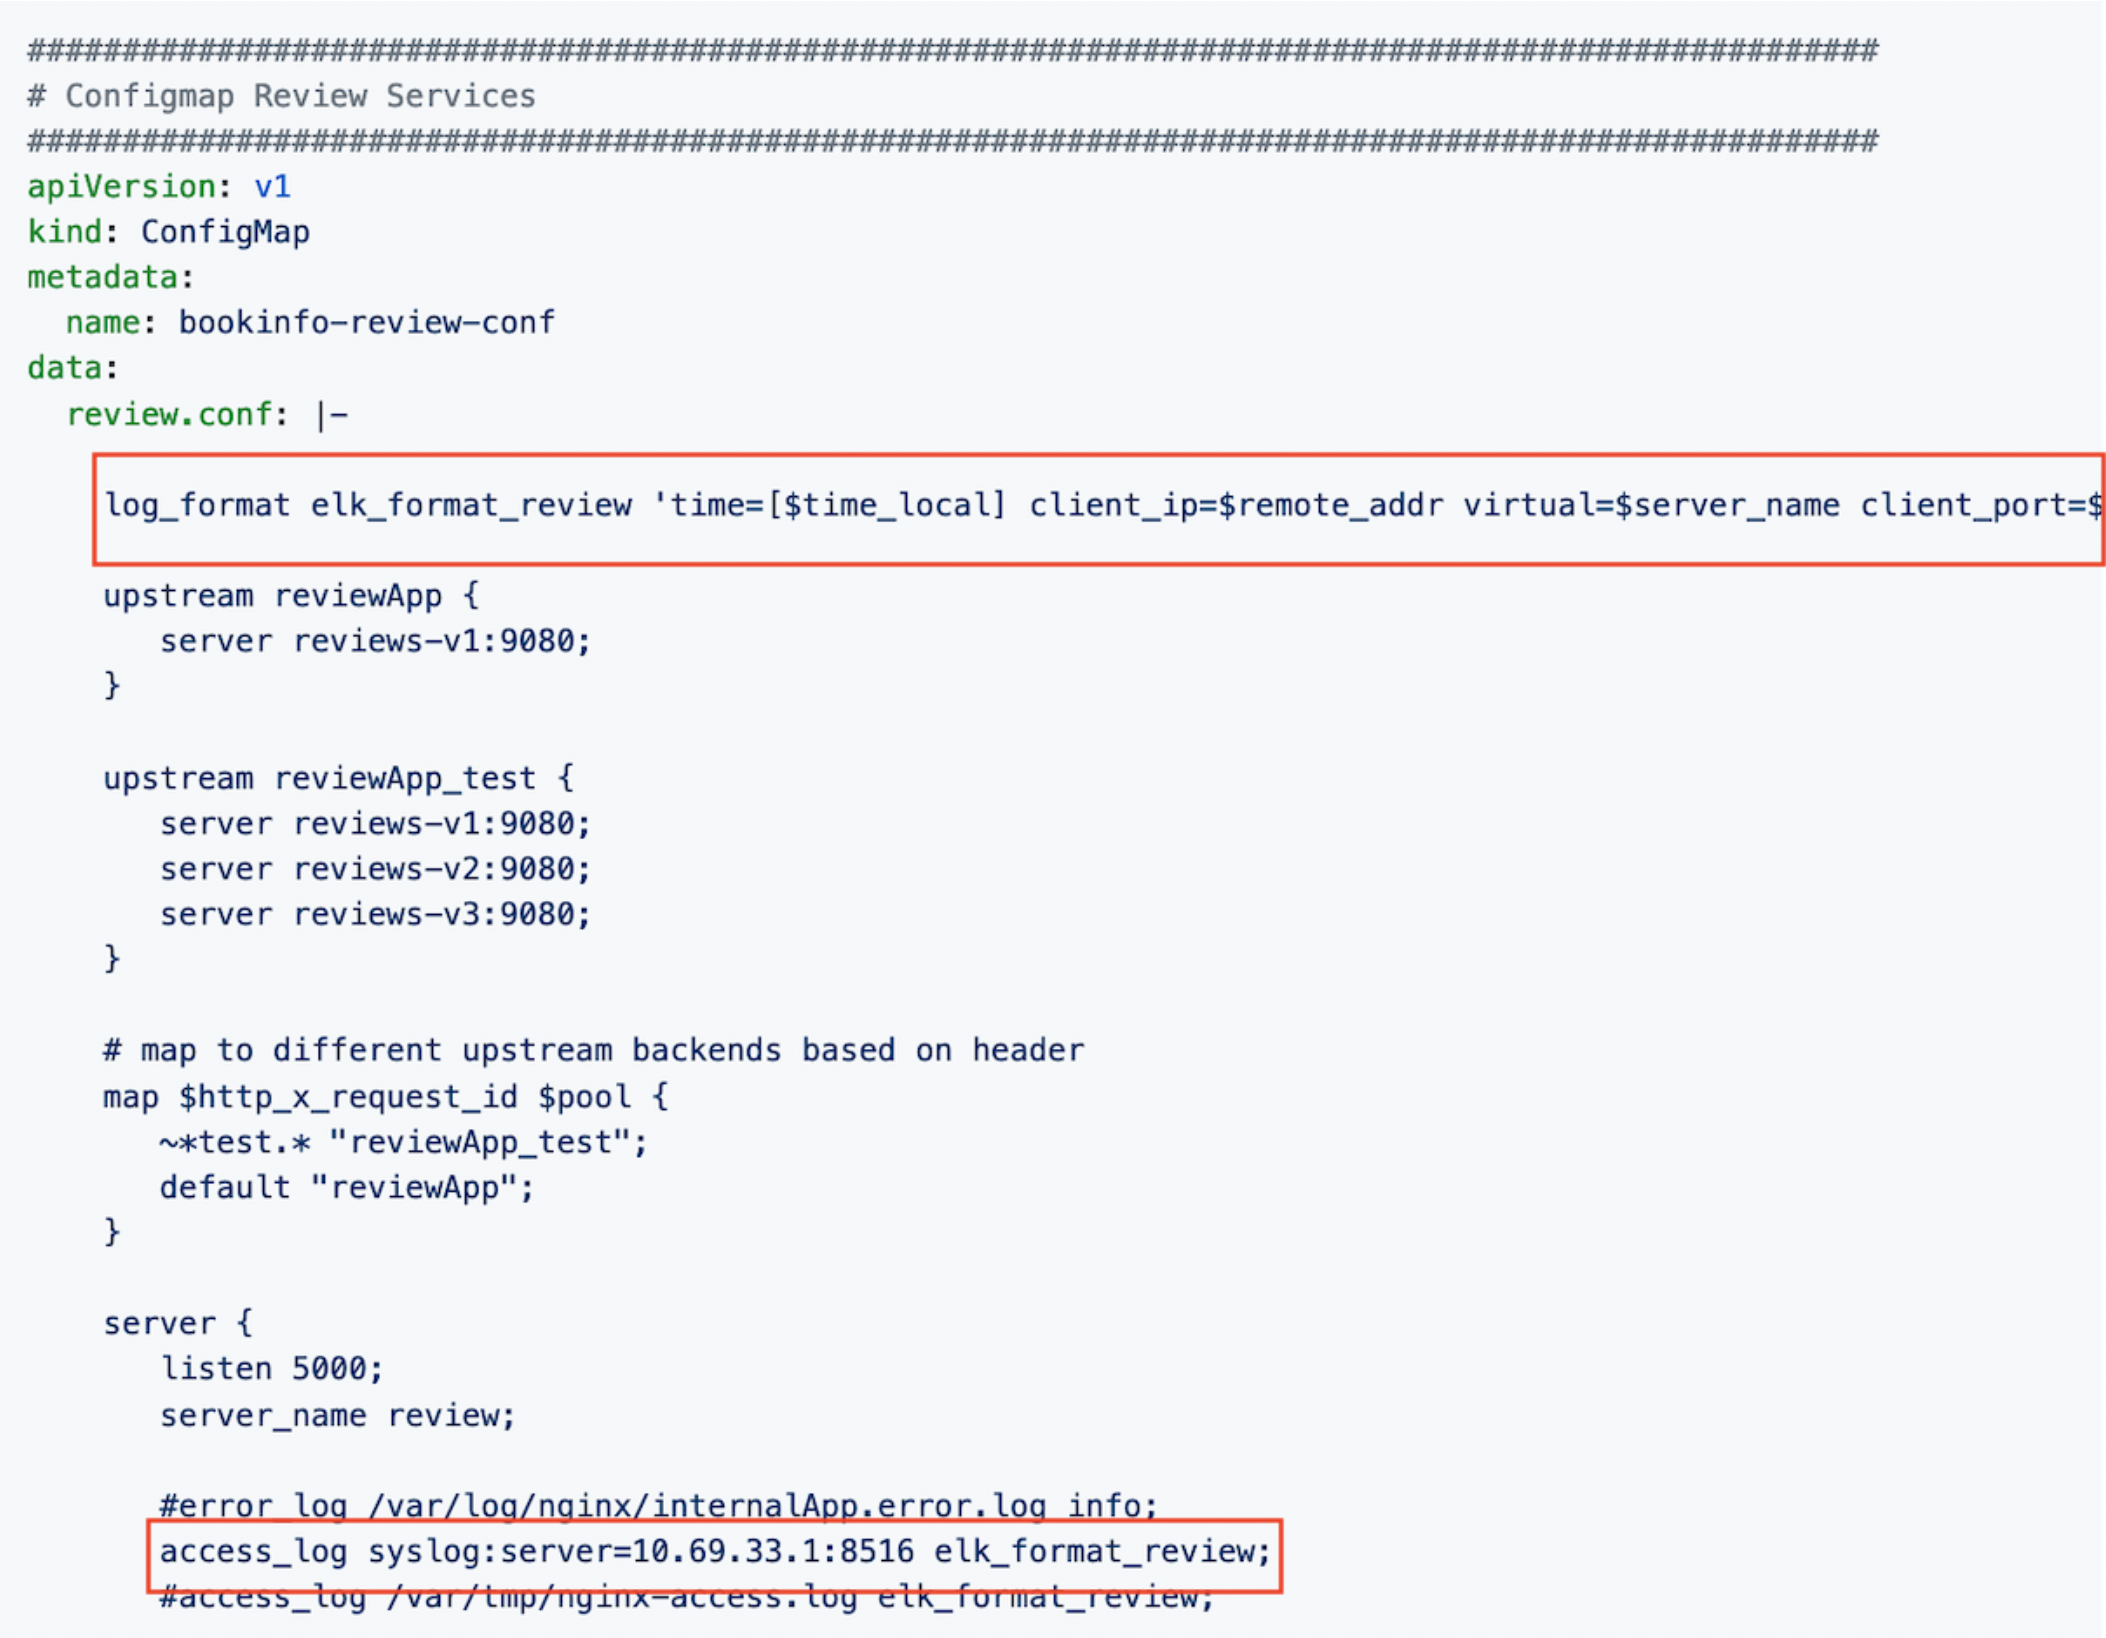 ##################################################################################################
# Configmap Review Services
##################################################################################################
apiVersion: v1
kind: ConfigMap
metadata:
  name: bookinfo-review-conf
data:
  review.conf: |-
    log_format elk_format_review 'time=[$time_local] client_ip=$remote_addr virtual=$server_name client_port=$
    upstream reviewApp {
       server reviews-v1:9080;
    }
    upstream reviewApp_test {
       server reviews-v1:9080;
       server reviews-v2:9080;
       server reviews-v3:9080;
    }
    # map to different upstream backends based on header
    map $http_x_request_id $pool {
       ~*test.* "reviewApp_test";
       default "reviewApp";
    }
    server {
       listen 5000;
       server_name review;
       #error_log /var/log/nginx/internalApp.error.log info;
       access_log syslog:server=10.69.33.1:8516 elk_format_review;
       #access_log /var/tmp/nginx-access.log elk_format_review;